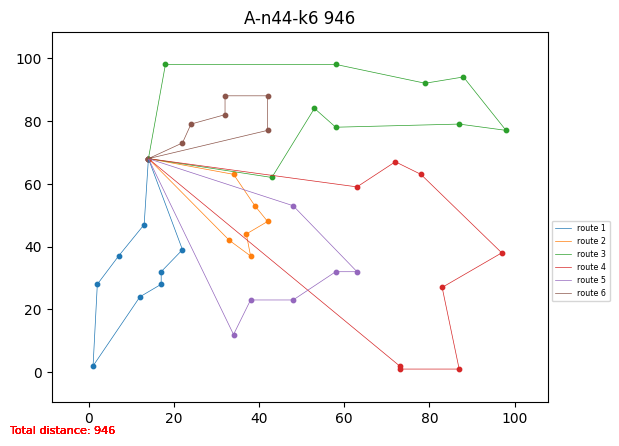 A-n44-k6 946
100
80
60
40
20
0
0 20 40 60 80 100
route 1
route 2
route 3
route 4
route 5
route 6
Total distance: 946